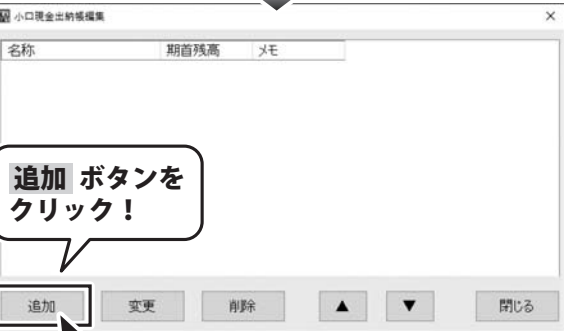 小口現金出納帳編集 ×
名称 期首残高 メモ
追加 ボタンを
クリック！
追加 変更 削除 ▲ ▼ 閉じる